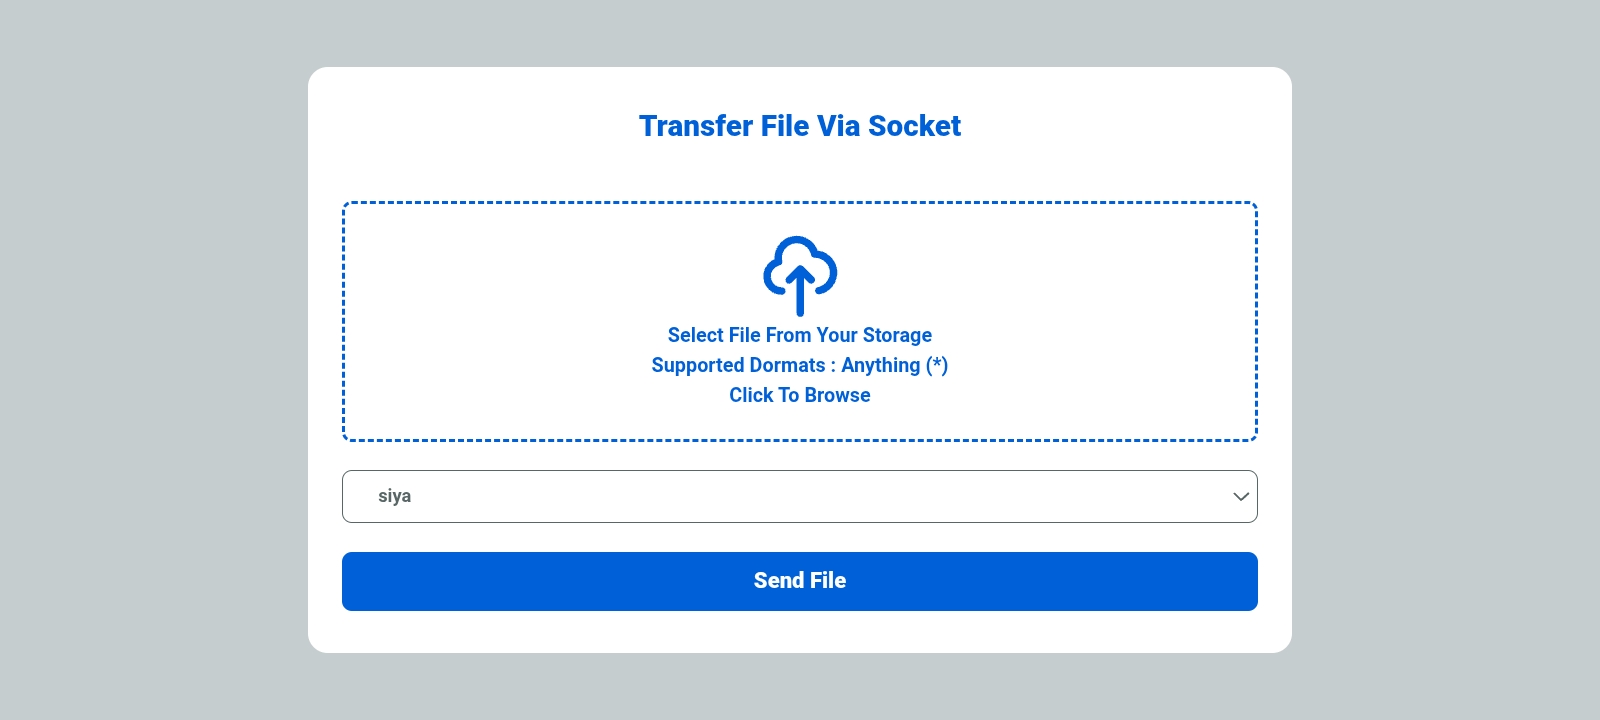 Transfer File Via Socket
Select File From Your Storage
Supported Dormats : Anything (*)
Click To Browse
siya
Send File